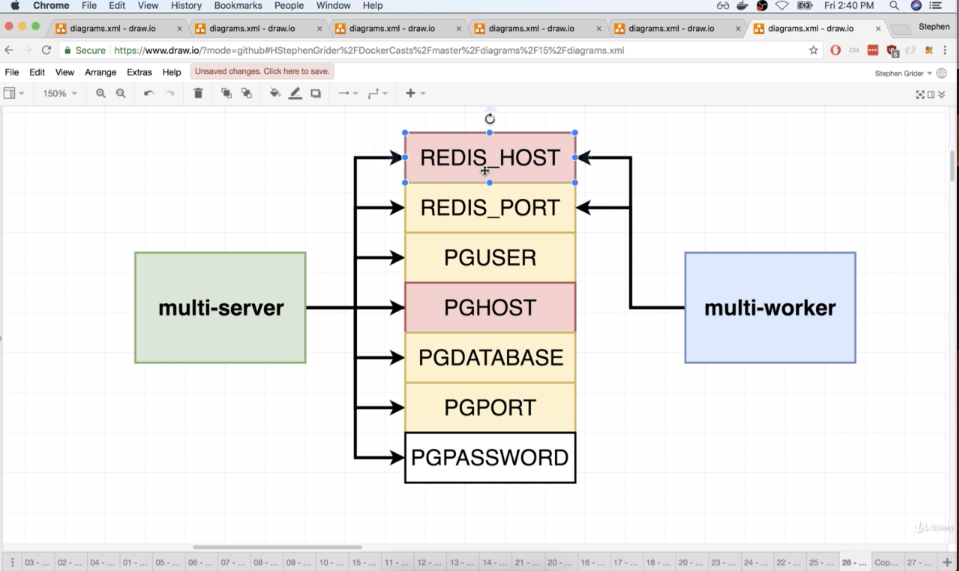 Chrome File Edit View History Bookmarks People Window Help Fri 2:40 PM
diagrams.xml - draw.io diagrams.xml - draw.io diagrams.xml - draw.io diagrams.xml - draw.io diagrams.xml - draw.io diagrams.xml - draw.io Stephen
Secure https://www.draw.io/?mode=github#HStephenGrider%2FDockerCasts%2Fmaster%2Fdiagrams%2F15%2Fdiagrams.xml
File Edit View Arrange Extras Help Unsaved changes. Click here to save. Stephen Grider
150%
REDIS_HOST
REDIS_PORT
PGUSER
multi-server PGHOST multi-worker
PGDATABASE
PGPORT
PGPASSWORD
Udemy
03 - ... 02 - ... 04 - ... 01 - ... 05 - ... 06 - ... 07 - ... 09 - ... 08 - ... 10 - ... 15 - ... 11 - ... 12 - ... 13 - ... 14 - ... 21 - ... 20 - ... 16 - ... 17 - ... 18 - ... 19 - ... 20 - ... 23 - ... 24 - ... 22 - ... 25 - ... 26 - ... Cop... 27 - ...